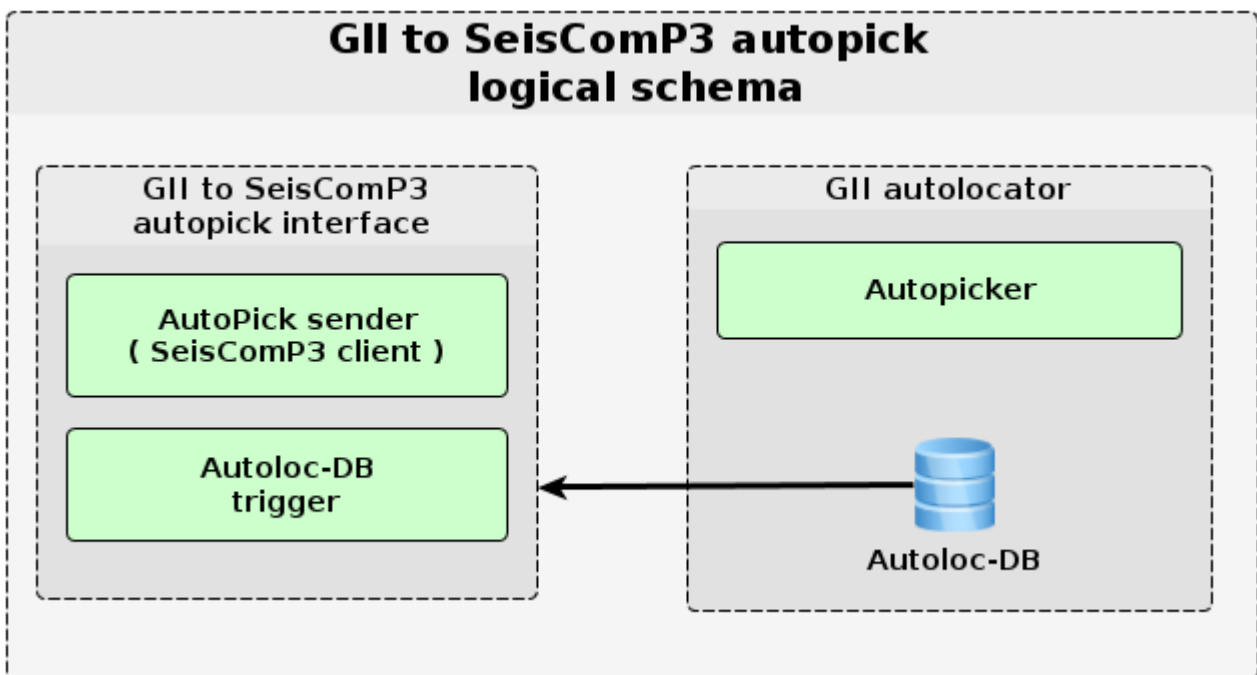 GII to SeisComP3 autopick
logical schema
GII to SeisComP3
autopick interface
AutoPick sender
( SeisComP3 client )
Autoloc-DB
trigger
GII autolocator
Autopicker
Autoloc-DB